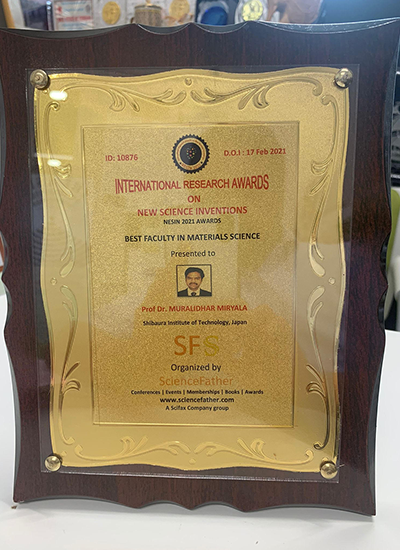 ID: 10876 D.O.I : 17 Feb 2021
INTERNATIONAL RESEARCH AWARDS
ON
NEW SCIENCE INVENTIONS
NESIN 2021 AWARDS
BEST FACULTY IN MATERIALS SCIENCE
Presented to
Prof Dr. MURALIDHAR MIRYALA
Shibaura Institute of Technology, Japan
SFS
Organized by
ScienceFather
Conferences | Events | Memberships | Books | Awards
www.sciencefather.com
A Scifax Company group